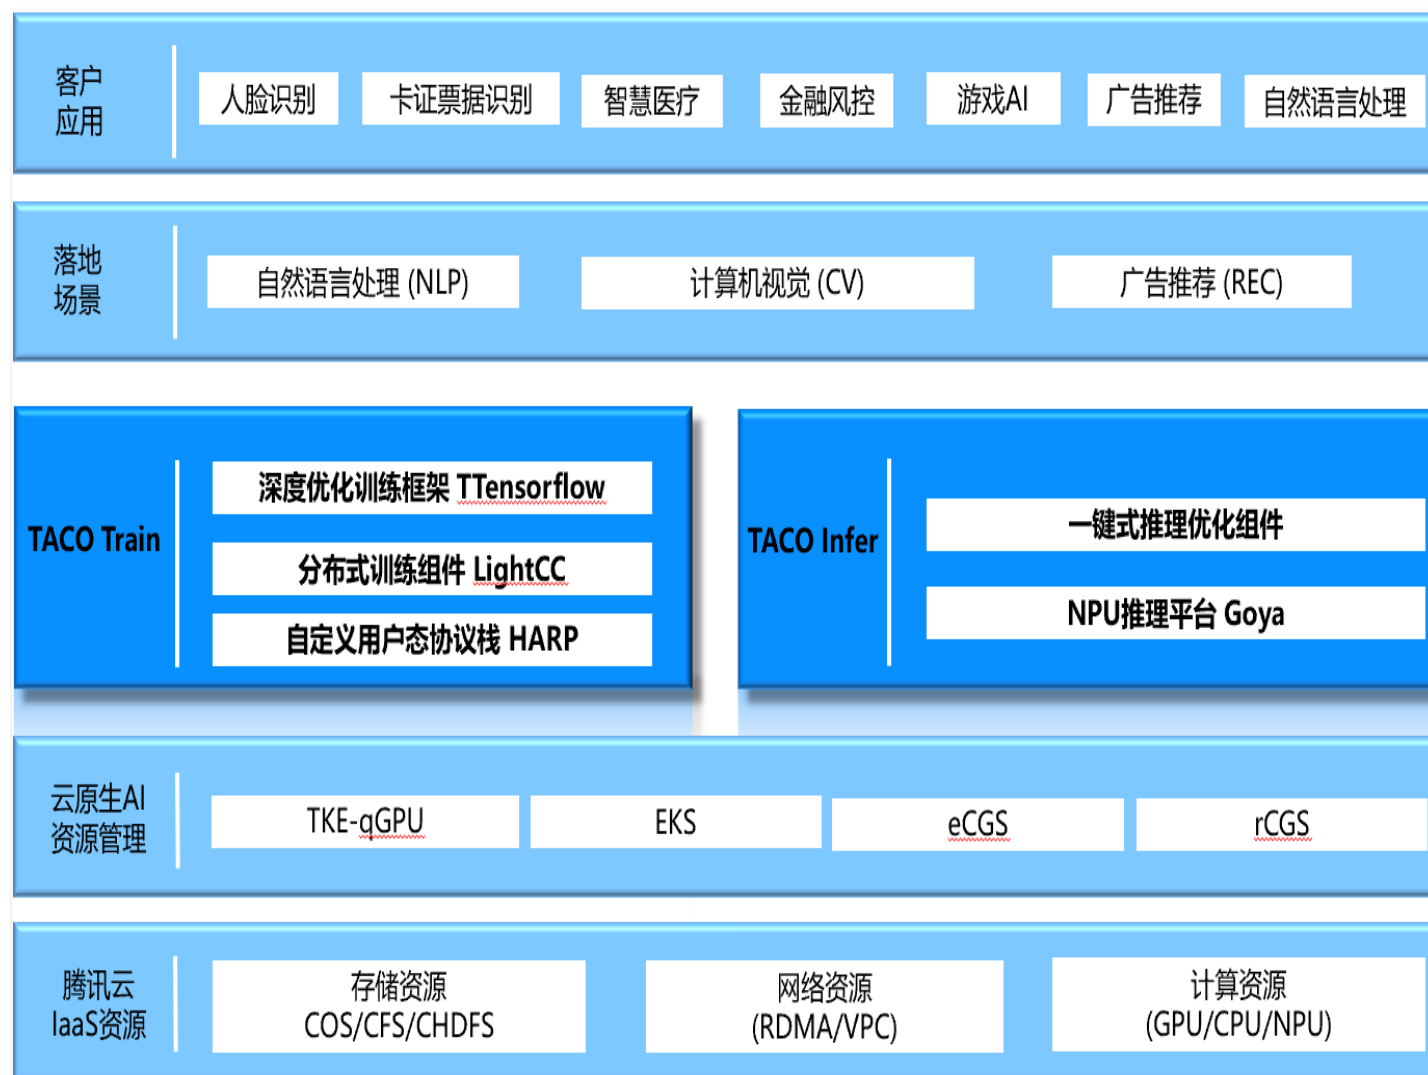 客户
应用
人脸识别
卡证票据识别
智慧医疗
金融风控
游戏AI
广告推荐
自然语言处理
落地
场景
自然语言处理 (NLP)
计算机视觉 (CV)
广告推荐 (REC)
TACO Train
深度优化训练框架 TTensorflow
分布式训练组件 LightCC
自定义用户态协议栈 HARP
TACO Infer
一键式推理优化组件
NPU推理平台 Goya
云原生AI
资源管理
TKE-qGPU
EKS
eCGS
rCGS
腾讯云
IaaS资源
存储资源
COS/CFS/CHDFS
网络资源
(RDMA/VPC)
计算资源
(GPU/CPU/NPU)